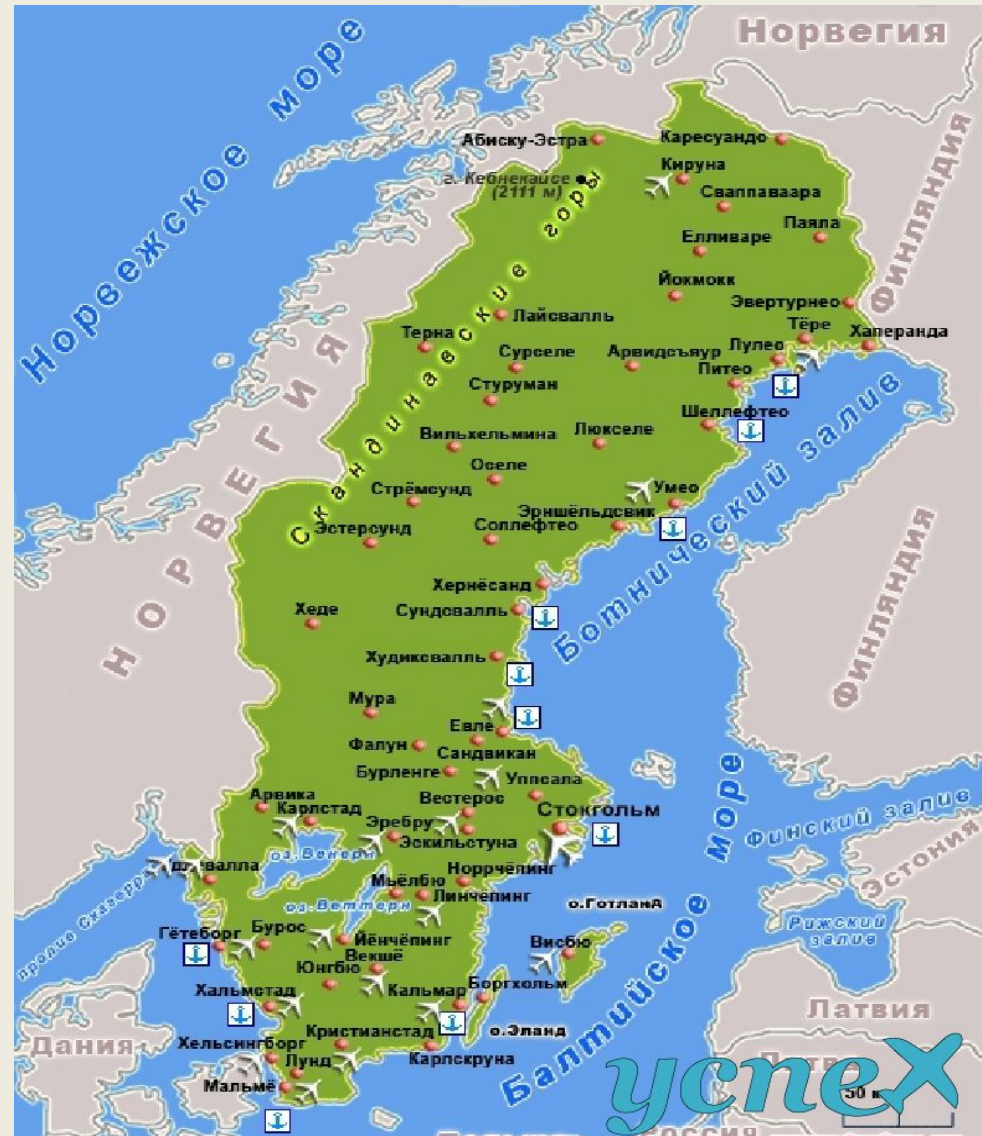 Норвегия
Норвежское море
Абиску-Эстра
Каресуандо
Кируна
г. Кебнекайсе
(2111 м)
Сваппаваара
Скандинавские горы
Паяла
Финляндия
Елливаре
Йокмокк
Эвертурнео
Лайсвалль
Тёре
Терна
Хаперанда
Сурселе
Арвидсъяур
Лулео
Питео
НОРВЕГИЯ
Стуруман
Шеллефтео
Вильхельмина
Люкселе
Ботнический залив
Оселе
Стрёмсунд
Умео
Эрншёльдсвик
Эстерсунд
Соллефтео
Финляндия
Хернёсанд
Хеде
Сундсвалль
Худиксвалль
Мура
Евле
Фалун
Сандвикан
Бурленге
Уппсала
Арвика
Вестерос
Карлстад
Стокгольм
Эребру
Эскильстуна
Финский залив
Эстония
оз.Венерн
Норрчёпинг
Мьёлбю
Линчёпинг
оз.Веттерн
о.Готланд
Рижский
залив
Гётеборг
Бурос
Йёнчёпинг
Висбю
Векшё
Юнгбю
Балтийское море
Хальмстад
Кальмар
Боргхольм
Латвия
Дания
Кристианстад
о.Эланд
Хельсингборг
Лунд
Карлскруна
Мальмё
успех
50